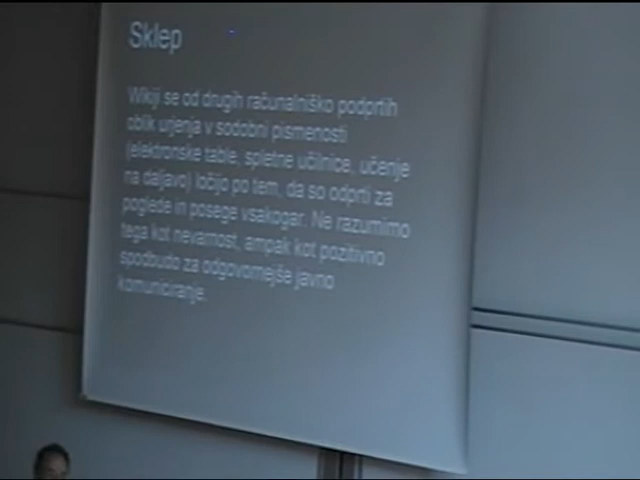 Sklep
Wikiji se od drugih računalniško podprtih
oblik urjenja v sodobni pismenosti
(elektronske table, spletne učilnice, učenje
na daljavo) ločijo po tem, da so odprti za
poglede in posege vsakogar. Ne razumimo
tega kot nevarnost, ampak kot pozitivno
spodbudo za odgovornejše javno
komuniciranje.